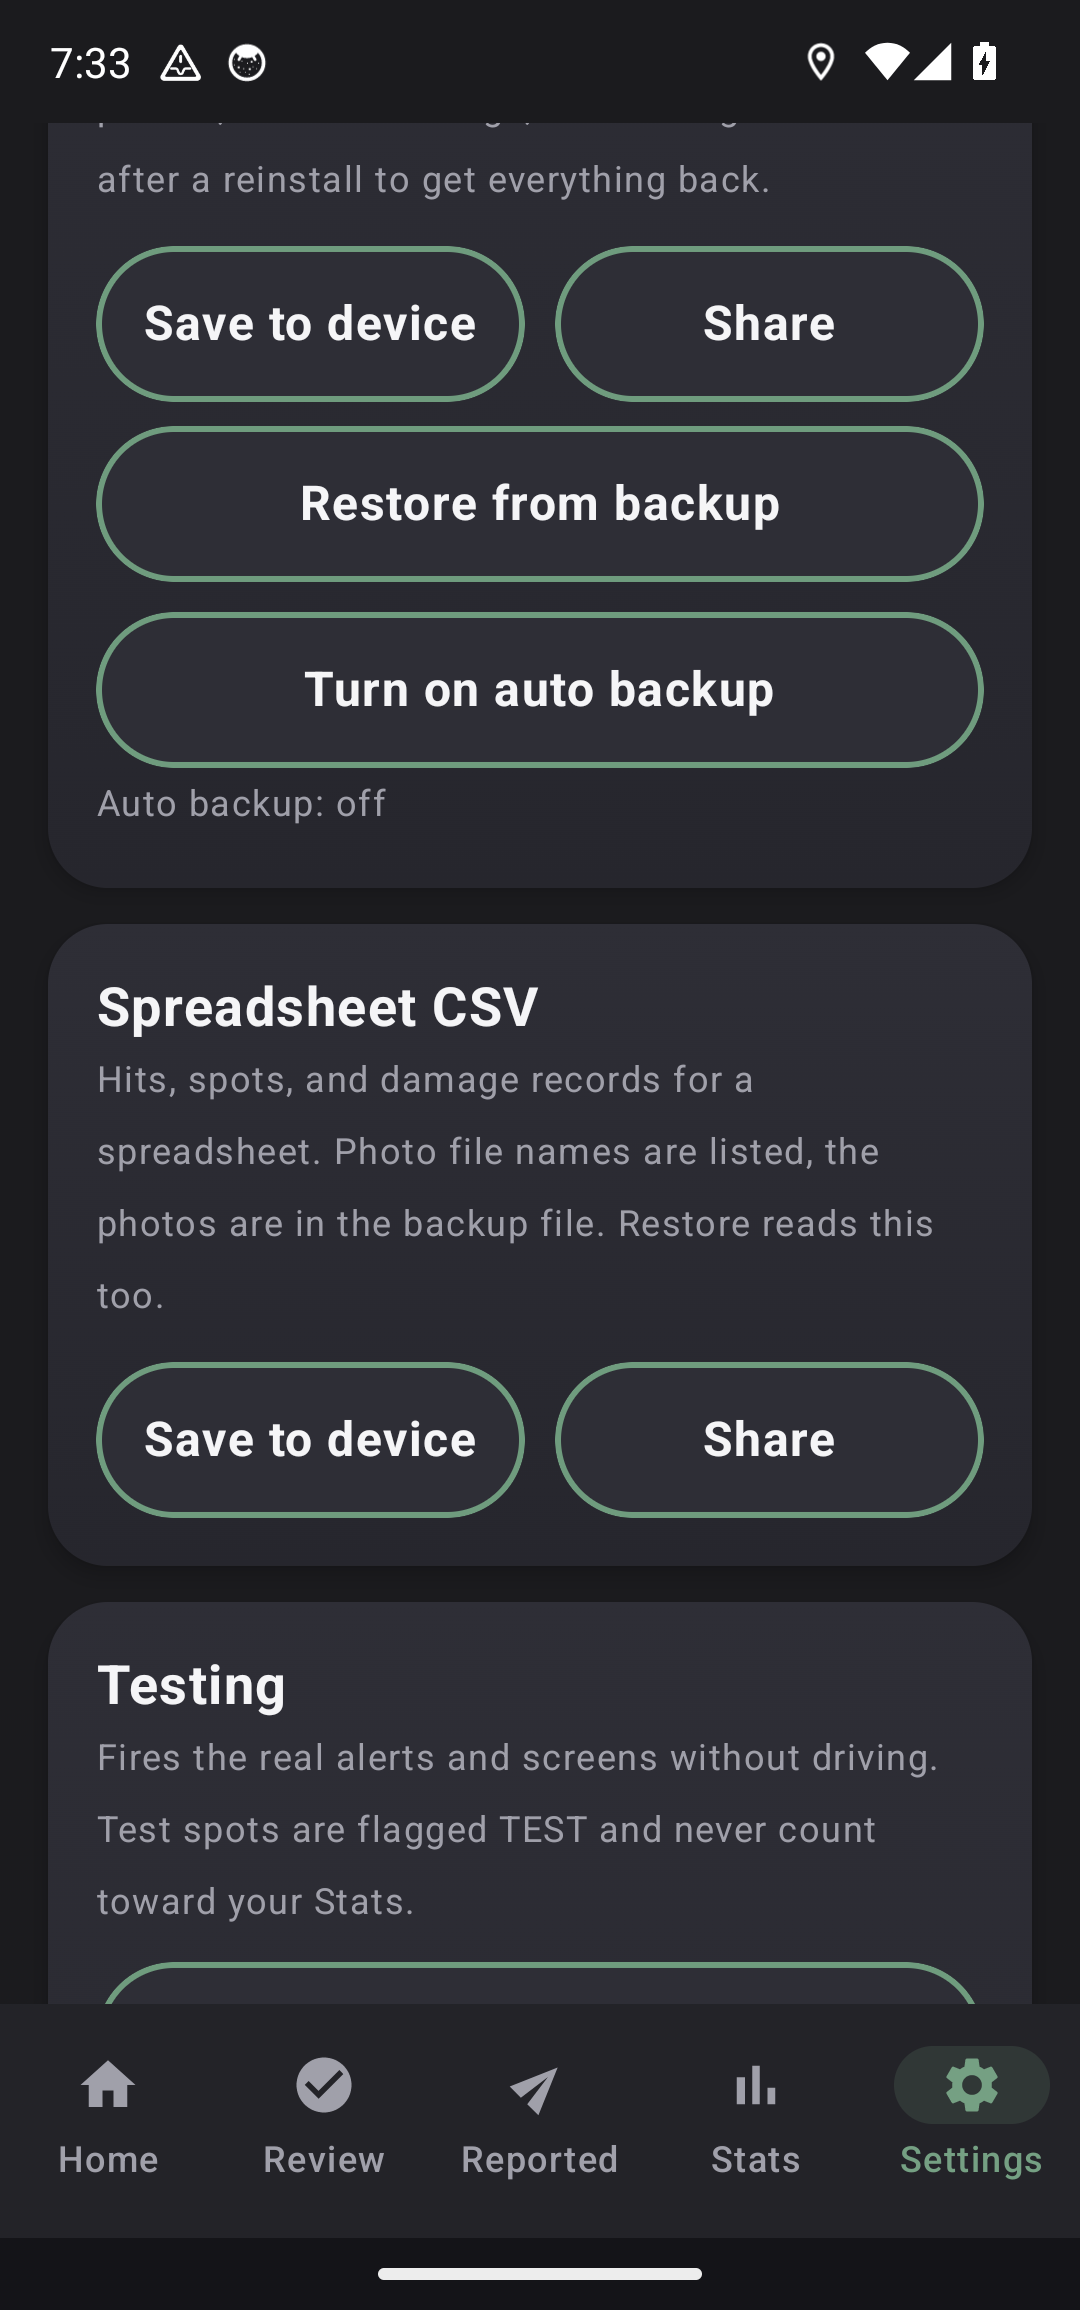 7:33
after a reinstall to get everything back.
Save to device
Share
Restore from backup
Turn on auto backup
Auto backup: off
Spreadsheet CSV
Hits, spots, and damage records for a
spreadsheet. Photo file names are listed, the
photos are in the backup file. Restore reads this
too.
Save to device
Share
Testing
Fires the real alerts and screens without driving.
Test spots are flagged TEST and never count
toward your Stats.
Home
Review
Reported
Stats
Settings